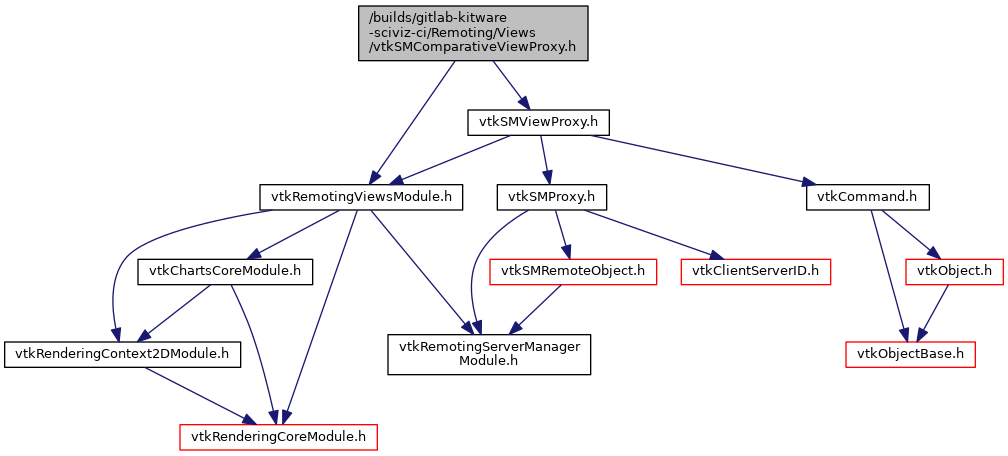 /builds/gitlab-kitware
-sciviz-ci/Remoting/Views
/vtkSMComparativeViewProxy.h
vtkSMViewProxy.h
vtkRemotingViewsModule.h
vtkSMProxy.h
vtkCommand.h
vtkChartsCoreModule.h
vtkSMRemoteObject.h
vtkClientServerID.h
vtkObject.h
vtkRenderingContext2DModule.h
vtkRemotingServerManager
Module.h
vtkObjectBase.h
vtkRenderingCoreModule.h